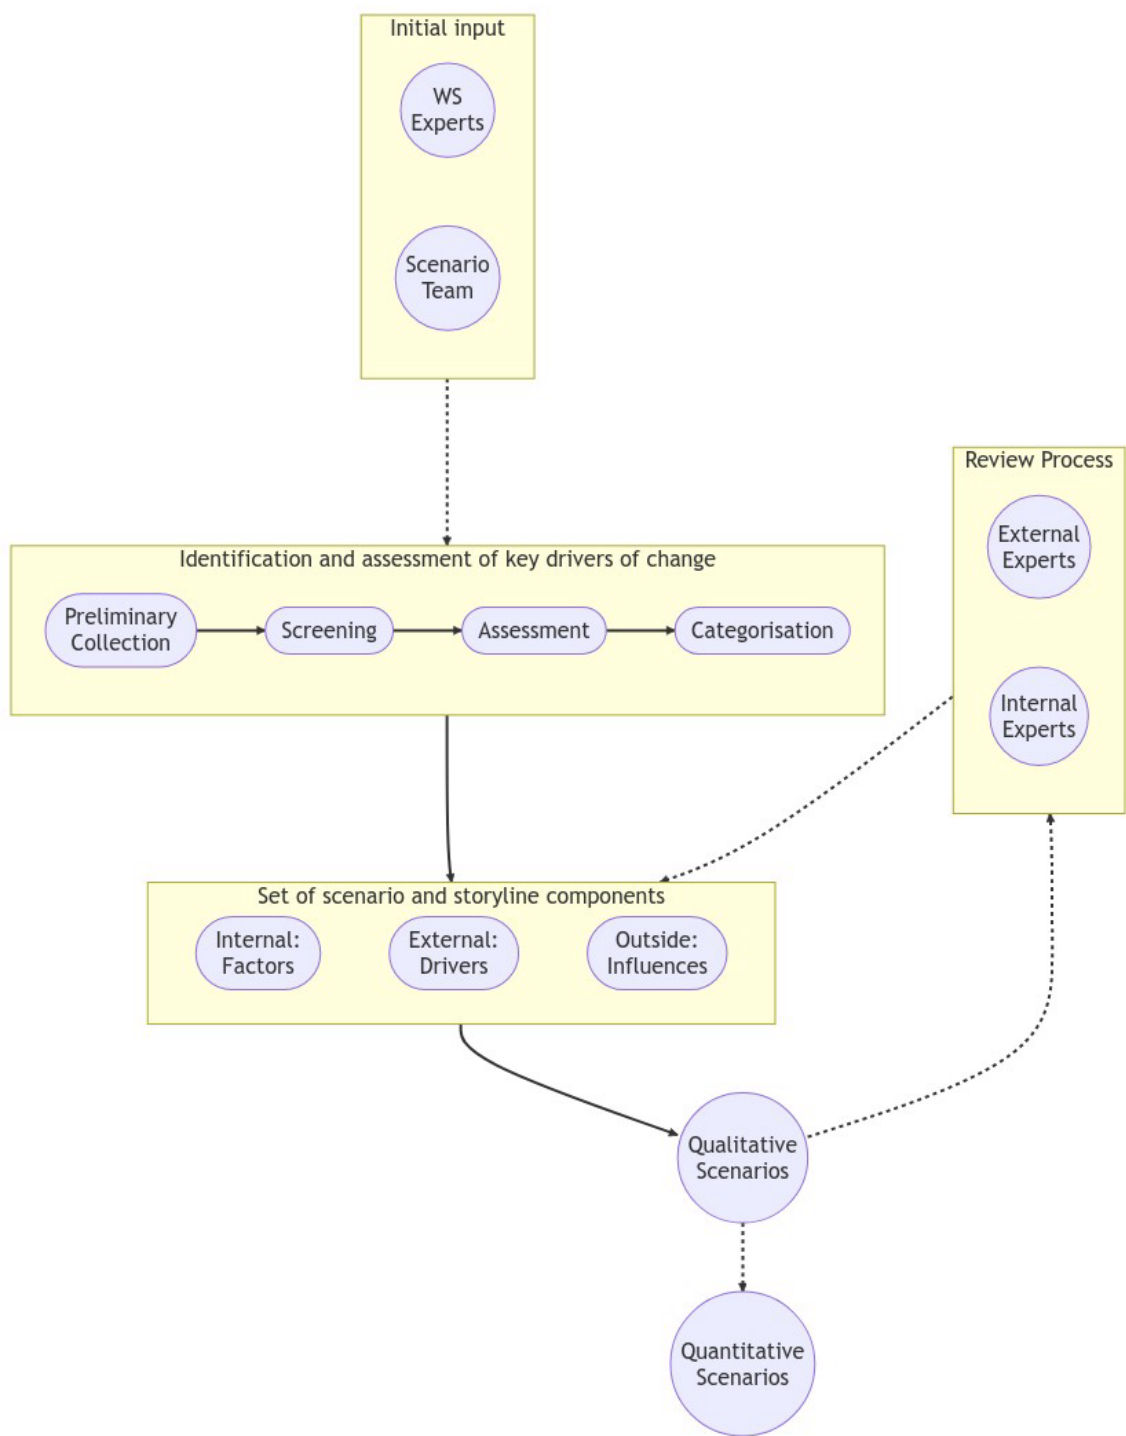 Initial input
WS
Experts
Scenario
Team
Review Process
External
Experts
Internal
Experts
Identification and assessment of key drivers of change
Preliminary
Collection
Screening
Assessment
Categorisation
Set of scenario and storyline components
Internal:
Factors
External:
Drivers
Outside:
Influences
Qualitative
Scenarios
Quantitative
Scenarios